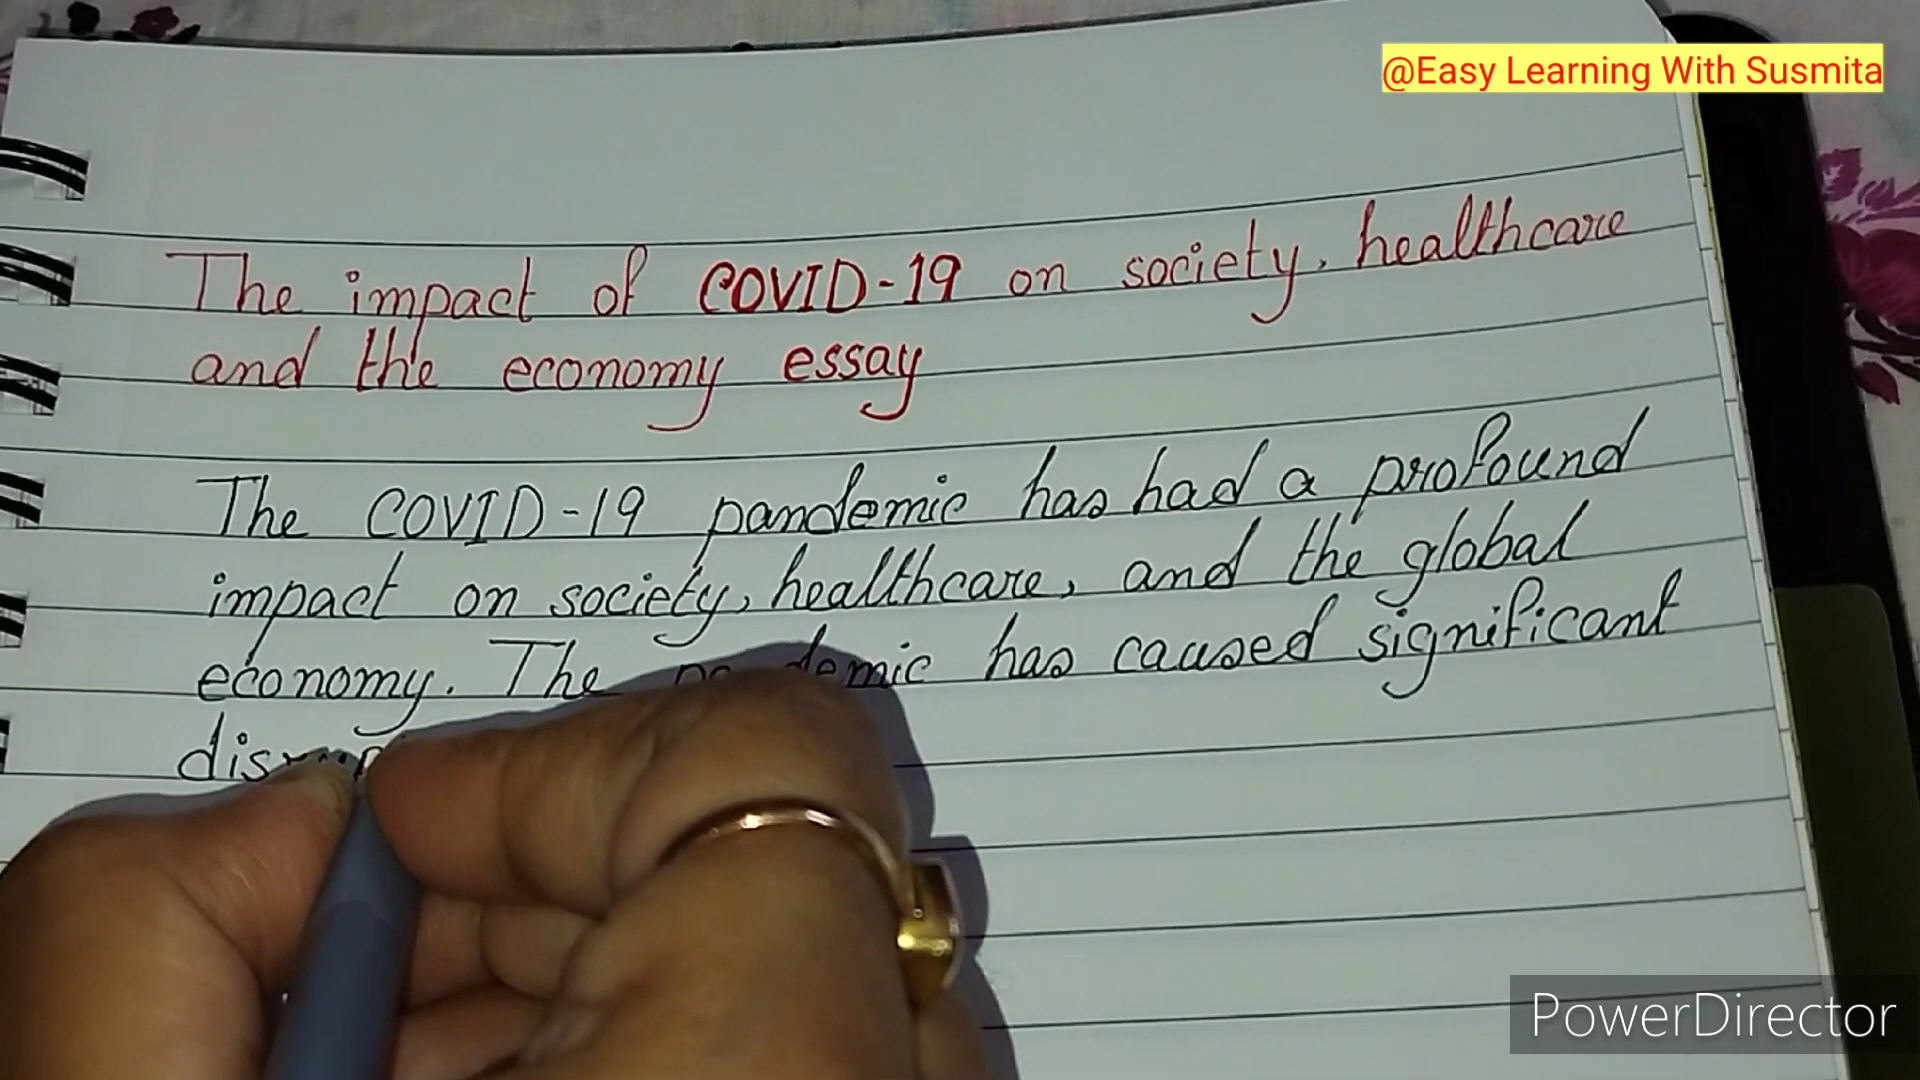 @Easy Learning With Susmita
The impact of COVID-19 on society, healthcare
and the economy essay
The COVID-19 pandemic has had a profound
impact on society, healthcare, and the global
economy. The has caused significant
PowerDirector